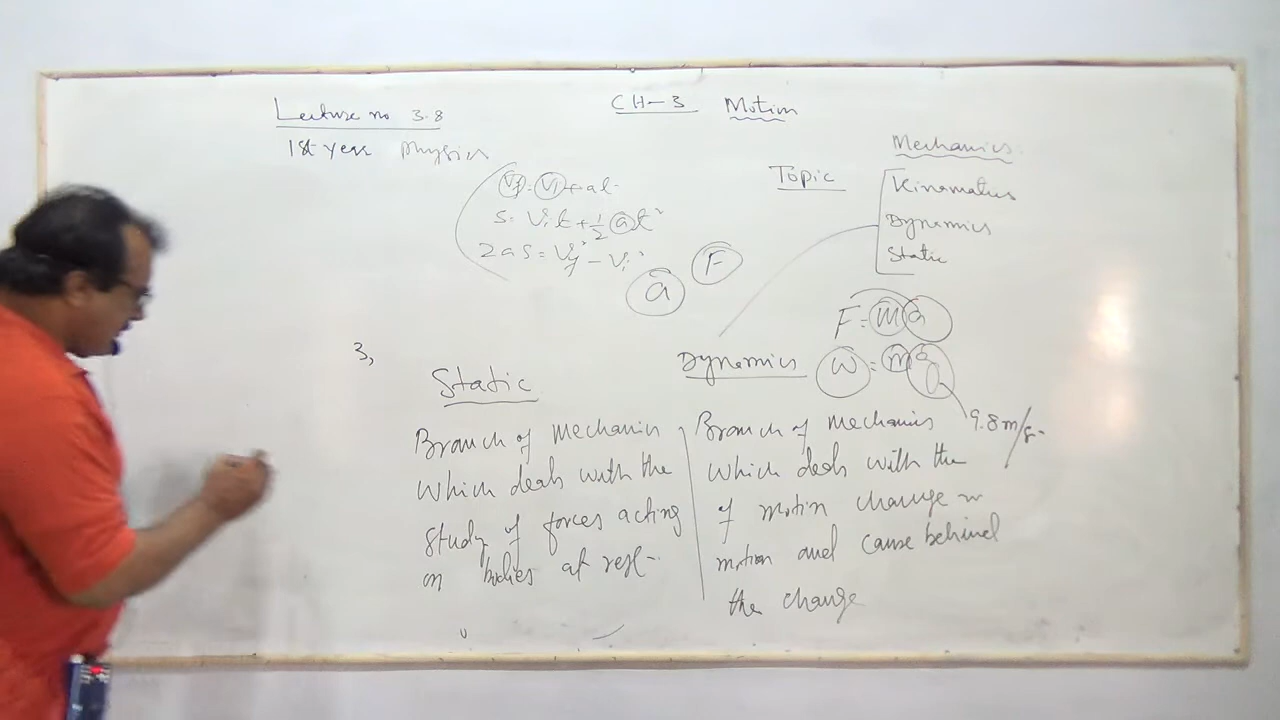 Lecture no 3.8
CH-3 Motion
1st year Physics
Mechanics
Topic
Kinematics
Dynamics
Static
Vf = Vi + at
S = Vit + 1/2 at²
2as = Vf² - Vi²
a
F
F = ma
W = mg
9.8m/s
3,
Static
Branch of mechanics
which deals with the
study of forces acting
on bodies at rest
Dynamics
Branch of mechanics
which deals with the
of motion change in
motion and cause behind
the change